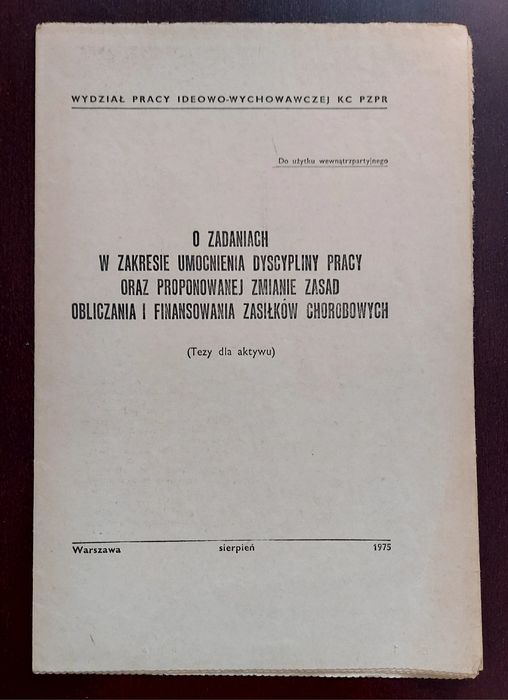 WYDZIAŁ PRACY IDEOWO-WYCHOWAWCZEJ KC PZPR
Do użytku wewnątrzpartyjnego
O ZADANIACH
W ZAKRESIE UMOCNIENIA DYSCYPLINY PRACY
ORAZ PROPONOWANEJ ZMIANIE ZASAD
OBLICZANIA I FINANSOWANIA ZASIŁKÓW CHOROBOWYCH
(Tezy dla aktywu)
Warszawa sierpień 1975